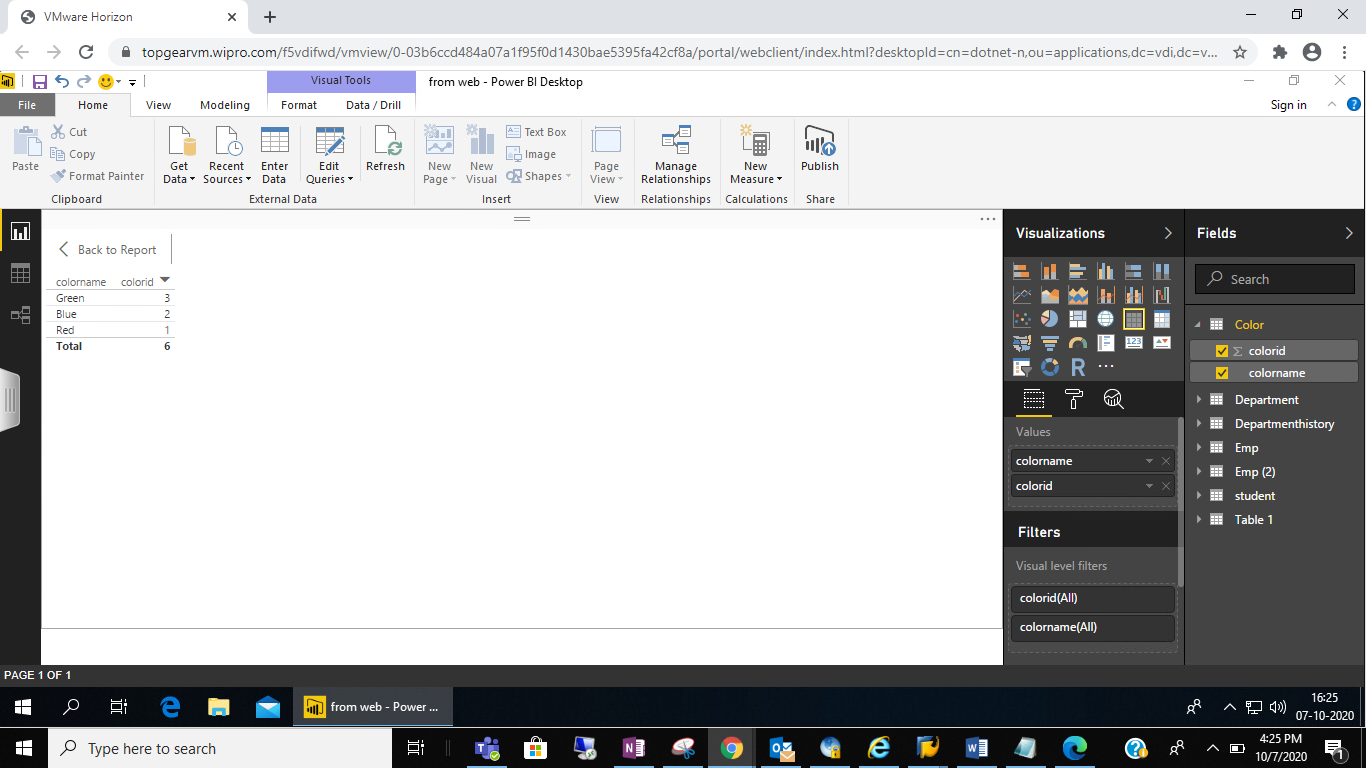 VMware Horizon
topgearvm.wipro.com/f5vdifwd/vmview/0-03b6ccd484a07a1f95f0d1430bae5395fa42cf8a/portal/webclient/index.html?desktopId=cn=dotnet-n,ou=applications,dc=vdi,dc=v...
Visual Tools
from web - Power BI Desktop
File Home View Modeling Format Data / Drill Sign in
Cut
Copy
Format Painter
Paste
Clipboard
Get Data
Recent Sources
Enter Data
Edit Queries
Refresh
External Data
New Page
New Visual
Text Box
Image
Shapes
Insert
Page View
View
Manage Relationships
Relationships
New Measure
Calculations
Publish
Share
Back to Report
colorname colorid
Green 3
Blue 2
Red 1
Total 6
Visualizations
123
R
Values
colorname
colorid
Filters
Visual level filters
colorid(All)
colorname(All)
Fields
Search
Color
colorid
colorname
Department
Departmenthistory
Emp
Emp (2)
student
Table 1
PAGE 1 OF 1
from web - Power ...
16:25
07-10-2020
Type here to search
4:25 PM
10/7/2020
1